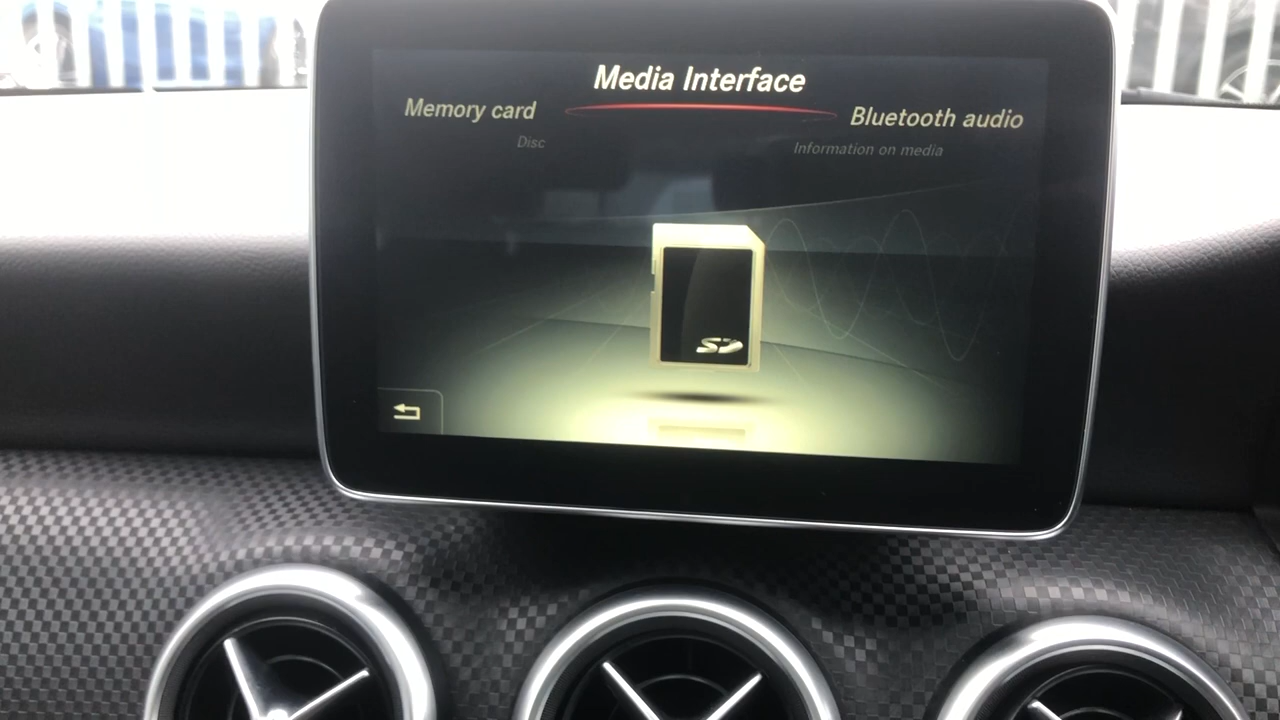 Media Interface
Memory card
Bluetooth audio
Disc
Information on media
SD